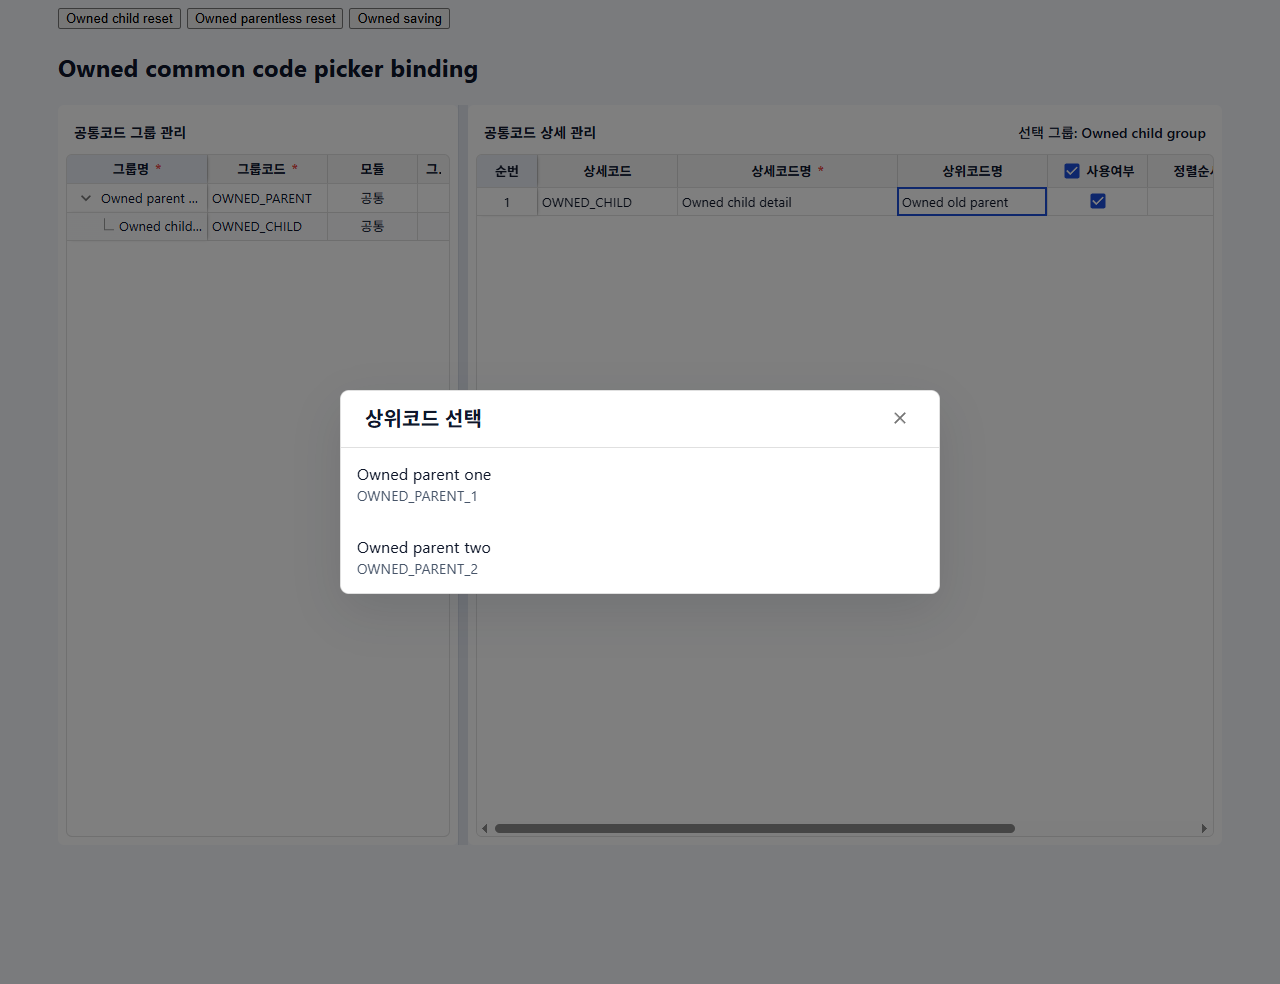 Owned child reset Owned parentless reset Owned saving
Owned common code picker binding
공통코드 그룹 관리
그룹명 * 그룹코드 * 모듈 그.
Owned parent ... OWNED_PARENT 공통
Owned child... OWNED_CHILD 공통
공통코드 상세 관리 선택 그룹: Owned child group
순번 상세코드 상세코드명 * 상위코드명 사용여부
1 OWNED_CHILD Owned child detail Owned old parent
상위코드 선택
Owned parent one
OWNED_PARENT_1
Owned parent two
OWNED_PARENT_2